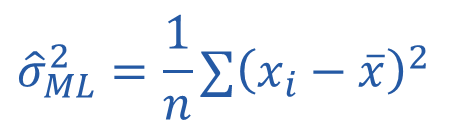 σ̂²_ML = 1/n ∑(xᵢ − x̄)²